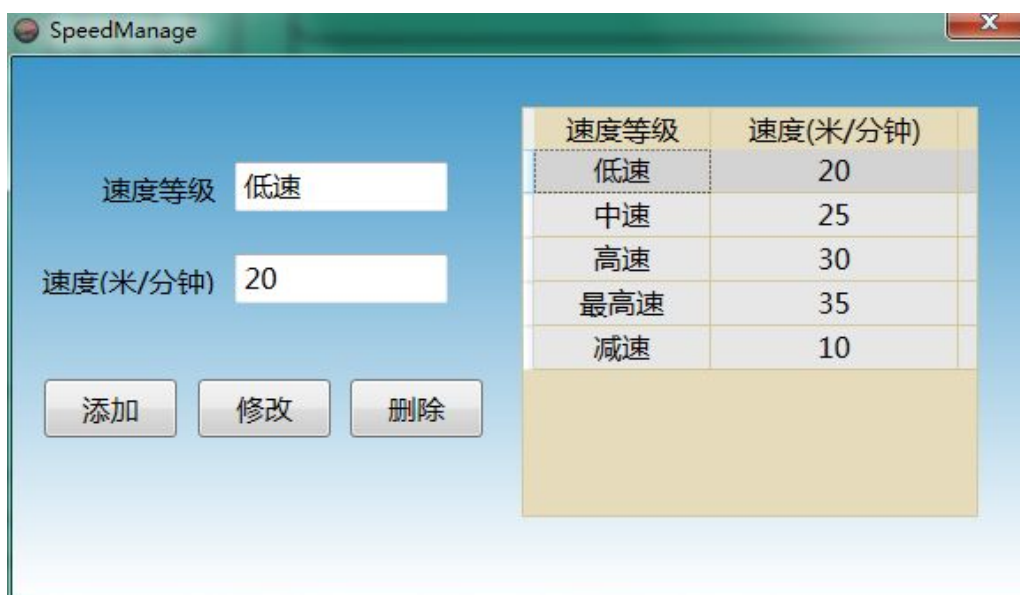 SpeedManage
速度等级 低速
速度(米/分钟) 20
添加 修改 删除
速度等级 速度(米/分钟)
低速 20
中速 25
高速 30
最高速 35
减速 10